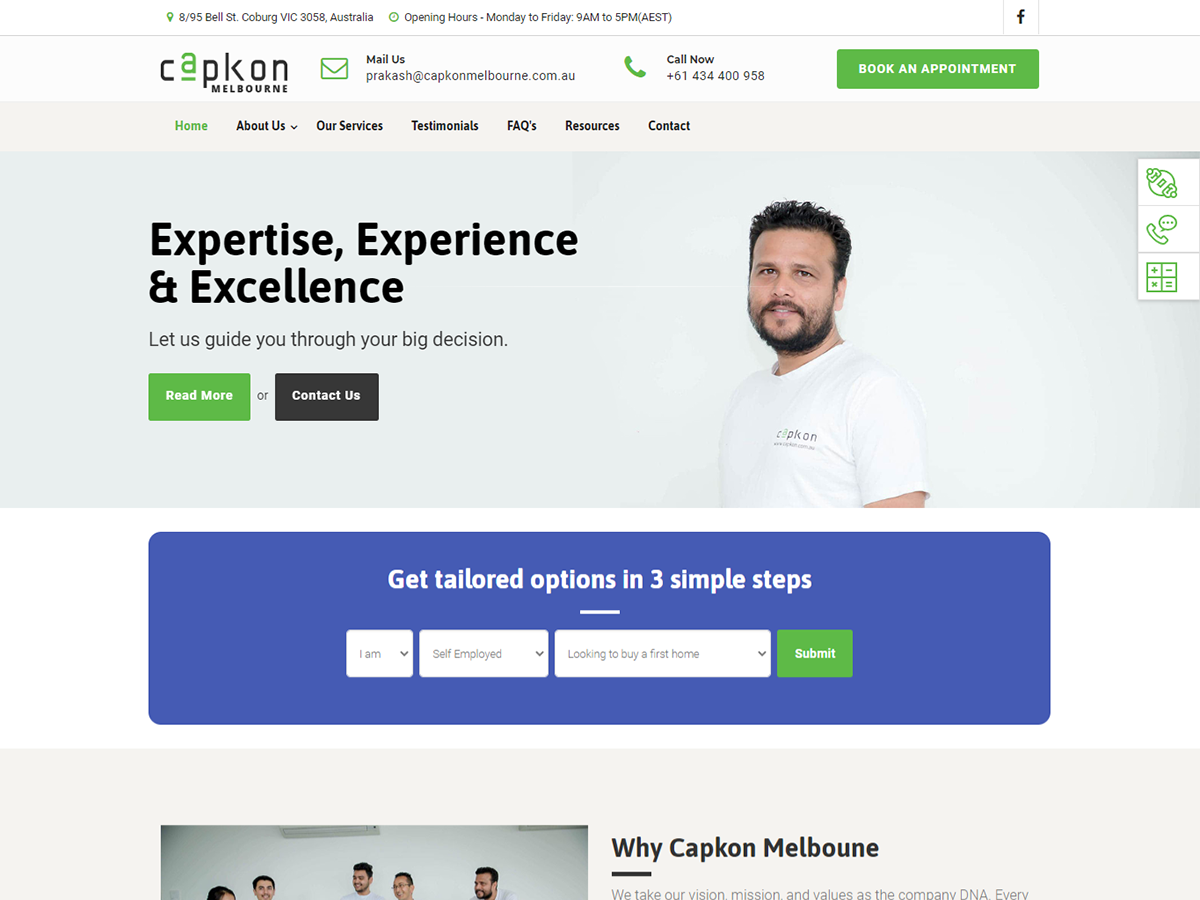 8/95 Bell St. Coburg VIC 3058, Australia
Opening Hours - Monday to Friday: 9AM to 5PM(AEST)
capkon
MELBOURNE
Mail Us
prakash@capkonmelbourne.com.au
Call Now
+61 434 400 958
BOOK AN APPOINTMENT
Home
About Us
Our Services
Testimonials
FAQ's
Resources
Contact
Expertise, Experience
& Excellence
Let us guide you through your big decision.
Read More
or
Contact Us
capkon
www.capkon.com.au
Get tailored options in 3 simple steps
I am
Self Employed
Looking to buy a first home
Submit
Why Capkon Melboune
We take our vision, mission, and values as the company DNA. Every